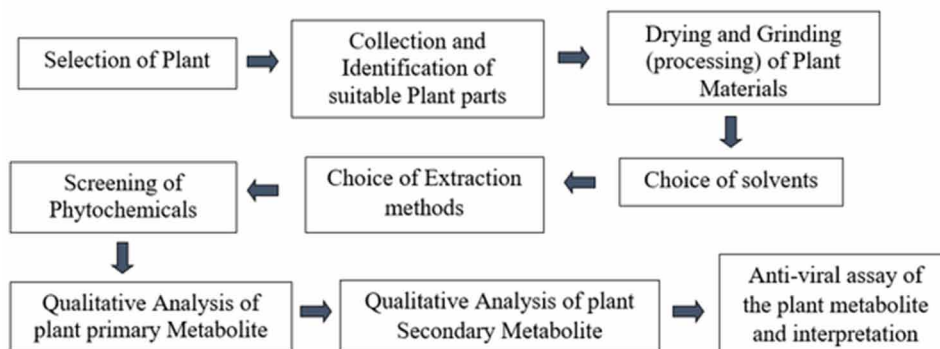 Selection of Plant
Collection and
Identification of
suitable Plant parts
Drying and Grinding
(processing) of Plant
Materials
Choice of solvents
Choice of Extraction
methods
Screening of
Phytochemicals
Qualitative Analysis of
plant primary Metabolite
Qualitative Analysis of plant
Secondary Metabolite
Anti-viral assay of
the plant metabolite
and interpretation